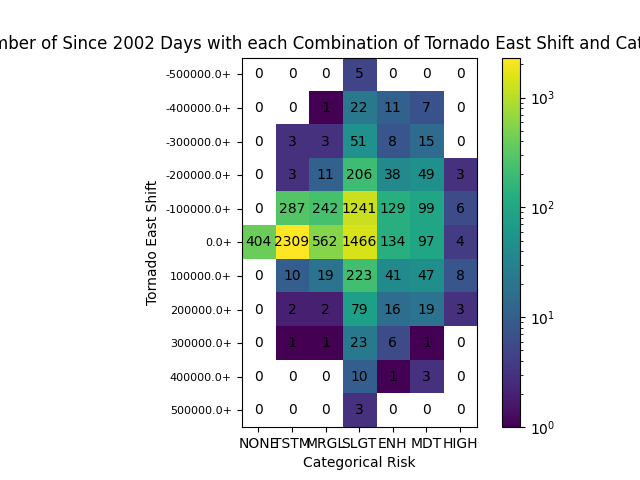 mber of Since 2002 Days with each Combination of Tornado East Shift and Cat
-500000.0+ 0 0 0 5 0 0 0
-400000.0+ 0 0 1 22 11 7 0
-300000.0+ 0 3 3 51 8 15 0
-200000.0+ 0 3 11 206 38 49 3
-100000.0+ 0 287 242 1241 129 99 6
0.0+ 404 2309 562 1466 134 97 4
100000.0+ 0 10 19 223 41 47 8
200000.0+ 0 2 2 79 16 19 3
300000.0+ 0 1 1 23 6 1 0
400000.0+ 0 0 0 10 1 3 0
500000.0+ 0 0 0 3 0 0 0
NONE TSTM MRGL SLGT ENH MDT HIGH
Categorical Risk
Tornado East Shift
10³
10²
10¹
10⁰